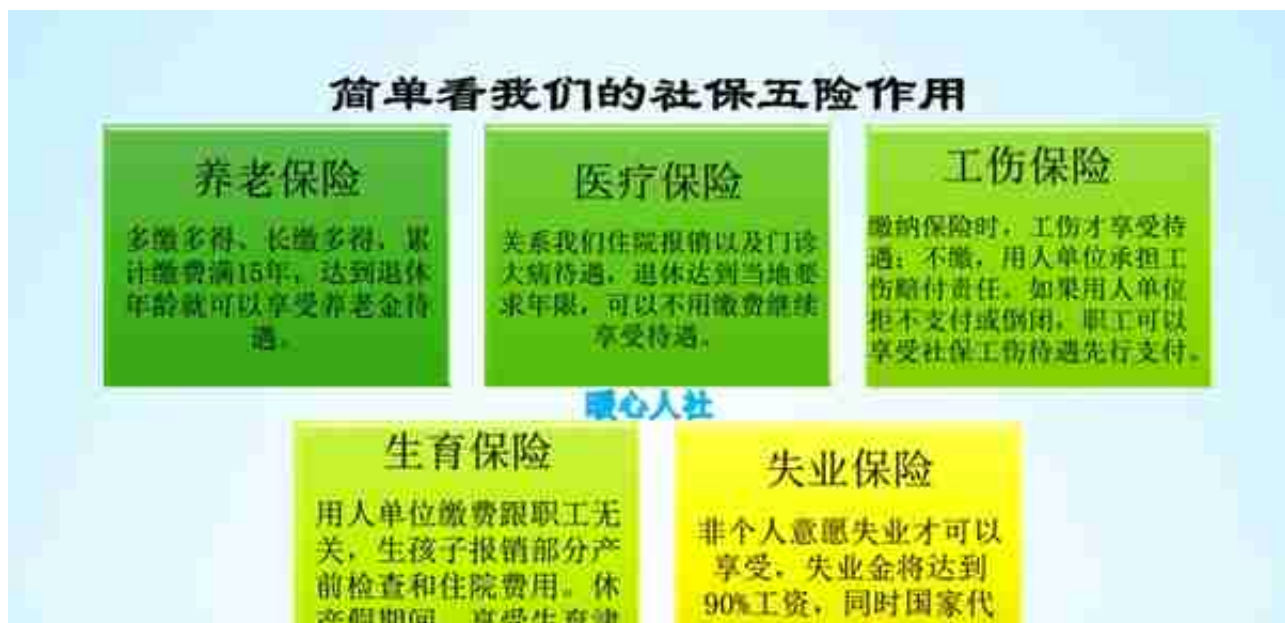 简单看我们的社保五险作用
养老保险
多缴多得、长缴多得，累
计缴费满15年，达到退休
年龄就可以享受养老金待
遇。
医疗保险
关系我们住院报销以及门诊
大病待遇，退休达到当地要
求年限，可以不用缴费继续
享受待遇。
工伤保险
缴纳保险时，工伤才享受待
遇；不缴，用人单位承担工
伤赔付责任。如果用人单位
拒不支付或倒闭，职工可以
享受社保工伤待遇先行支付。
暖心人社
生育保险
用人单位缴费跟职工无
关，生孩子报销部分产
前检查和住院费用。休
产假期间，享受生育津
失业保险
非个人意愿失业才可以
享受，失业金将达到
90%工资，同时国家代